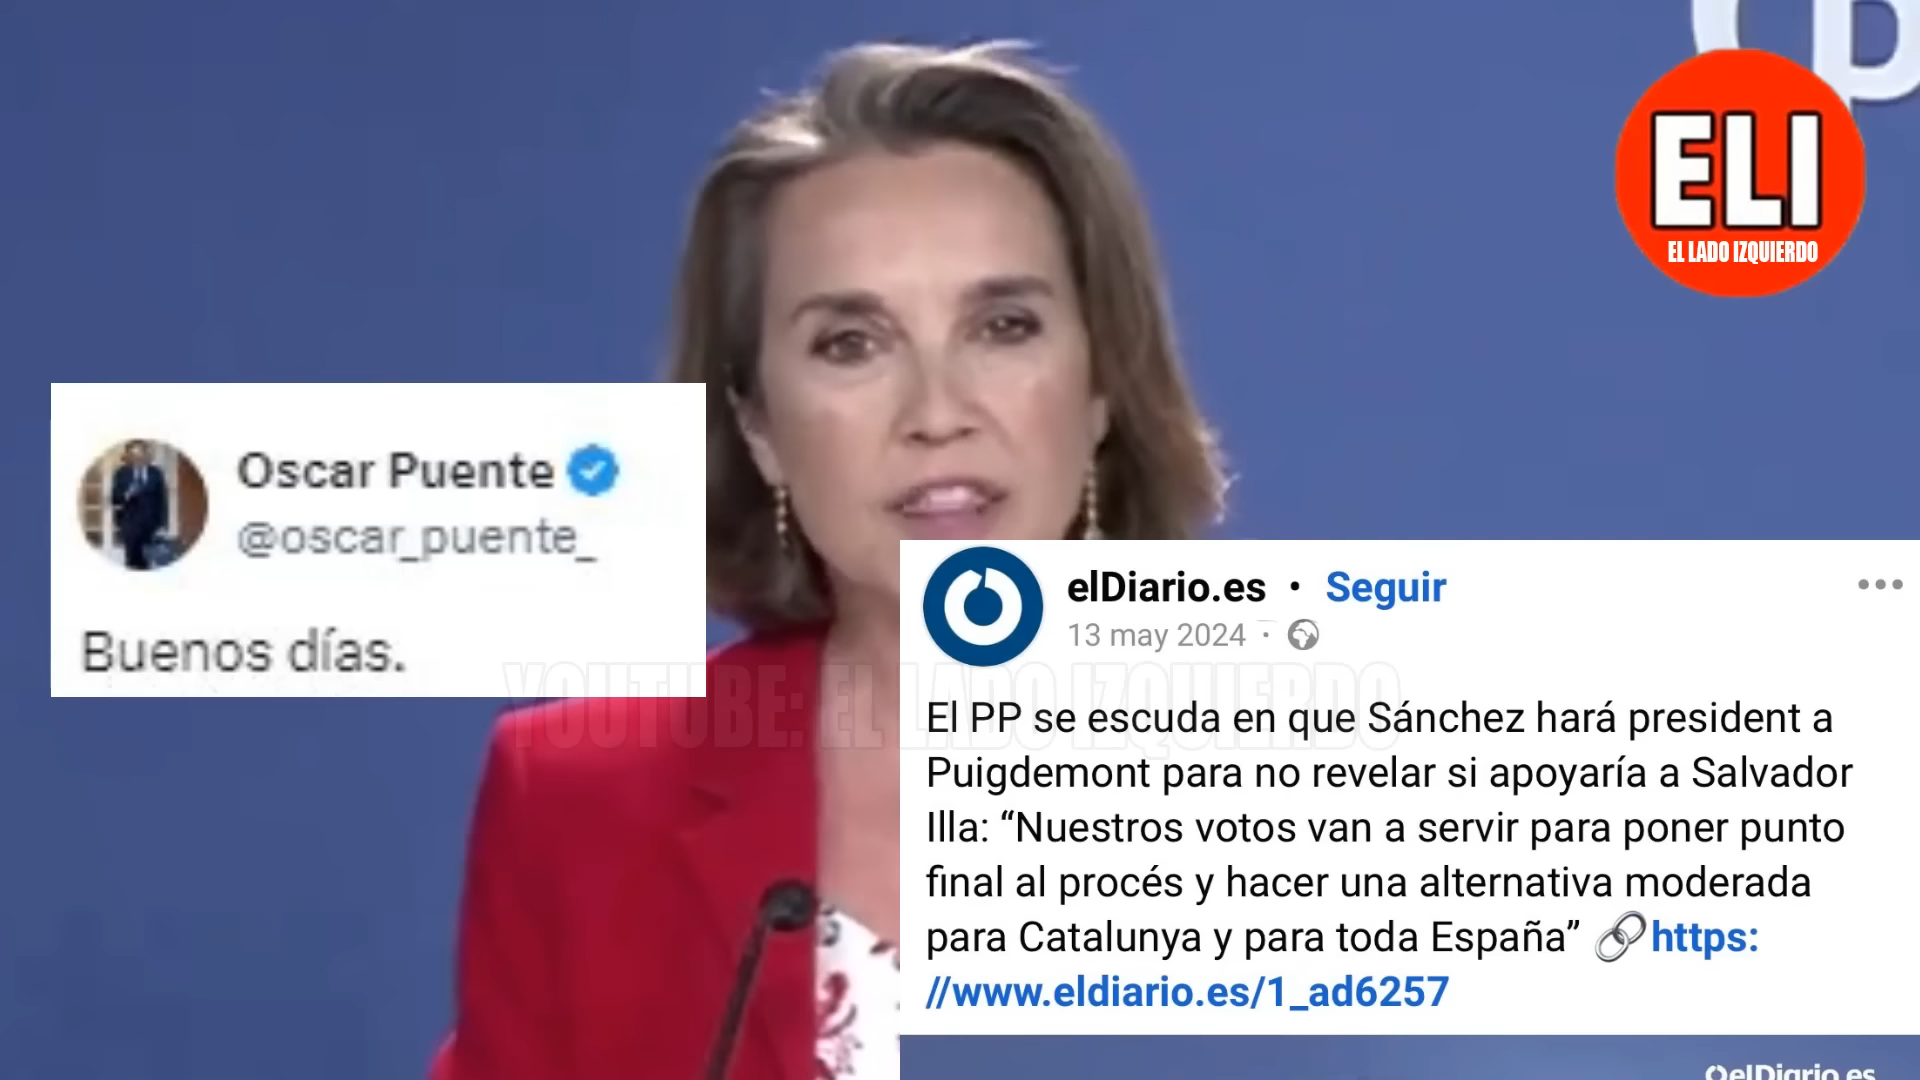 Cp
ELI
EL LADO IZQUIERDO
Oscar Puente
@oscar_puente_
Buenos días.
elDiario.es • Seguir
13 may 2024 ·
YOUTUBE: EL LADO IZQUIERDO
El PP se escuda en que Sánchez hará president a
Puigdemont para no revelar si apoyaría a Salvador
Illa: “Nuestros votos van a servir para poner punto
final al procés y hacer una alternativa moderada
para Catalunya y para toda España” https:
//www.eldiario.es/1_ad6257
elDiario.es